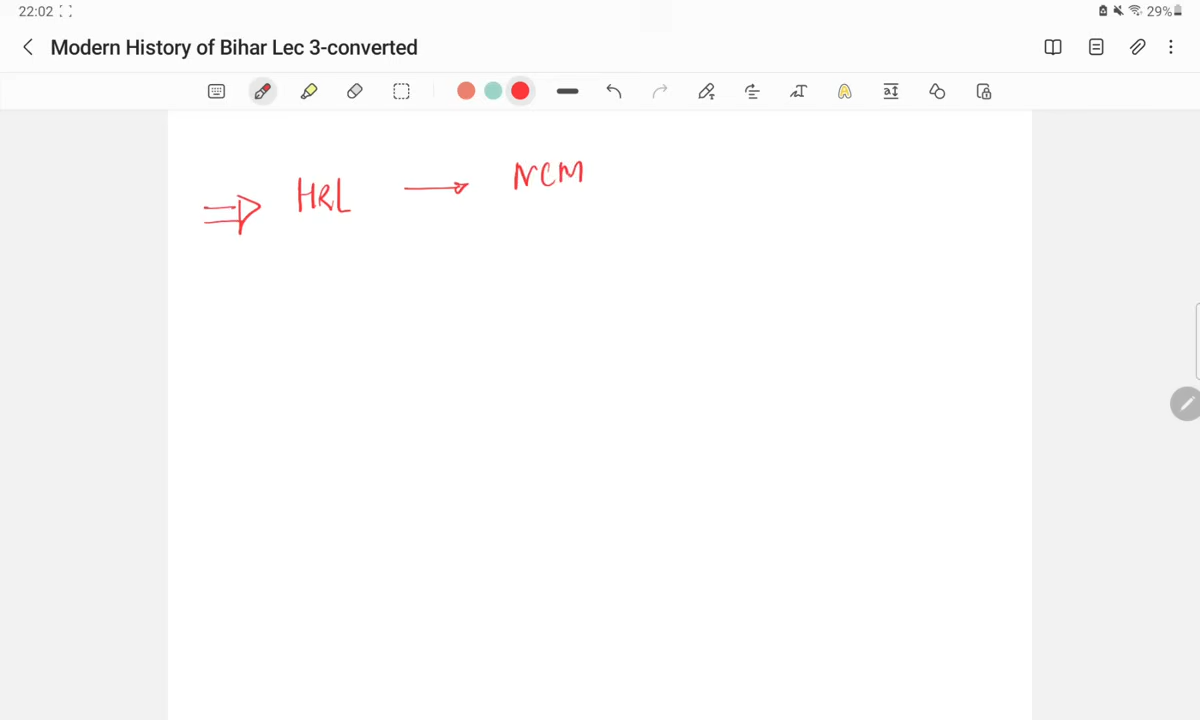 22:02 29%
Modern History of Bihar Lec 3-converted
HRL → NCM